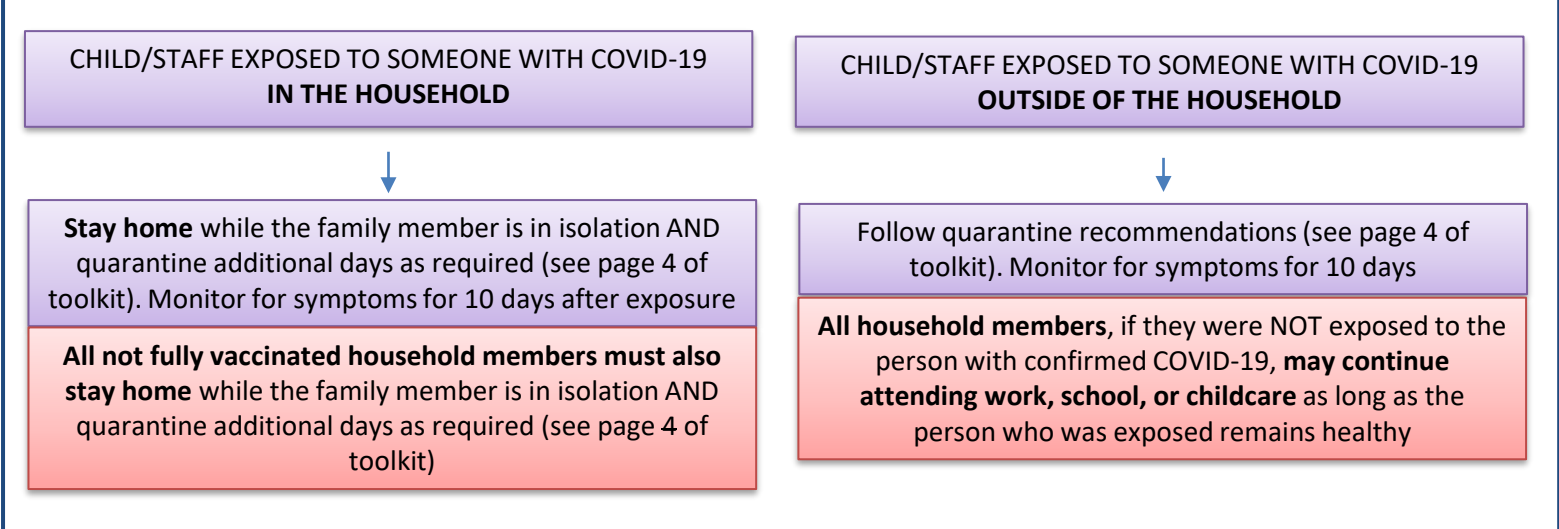 CHILD/STAFF EXPOSED TO SOMEONE WITH COVID-19
IN THE HOUSEHOLD
Stay home while the family member is in isolation AND
quarantine additional days as required (see page 4 of
toolkit). Monitor for symptoms for 10 days after exposure
All not fully vaccinated household members must also
stay home while the family member is in isolation AND
quarantine additional days as required (see page 4 of
toolkit)
CHILD/STAFF EXPOSED TO SOMEONE WITH COVID-19
OUTSIDE OF THE HOUSEHOLD
Follow quarantine recommendations (see page 4 of
toolkit). Monitor for symptoms for 10 days
All household members, if they were NOT exposed to the
person with confirmed COVID-19, may continue
attending work, school, or childcare as long as the
person who was exposed remains healthy